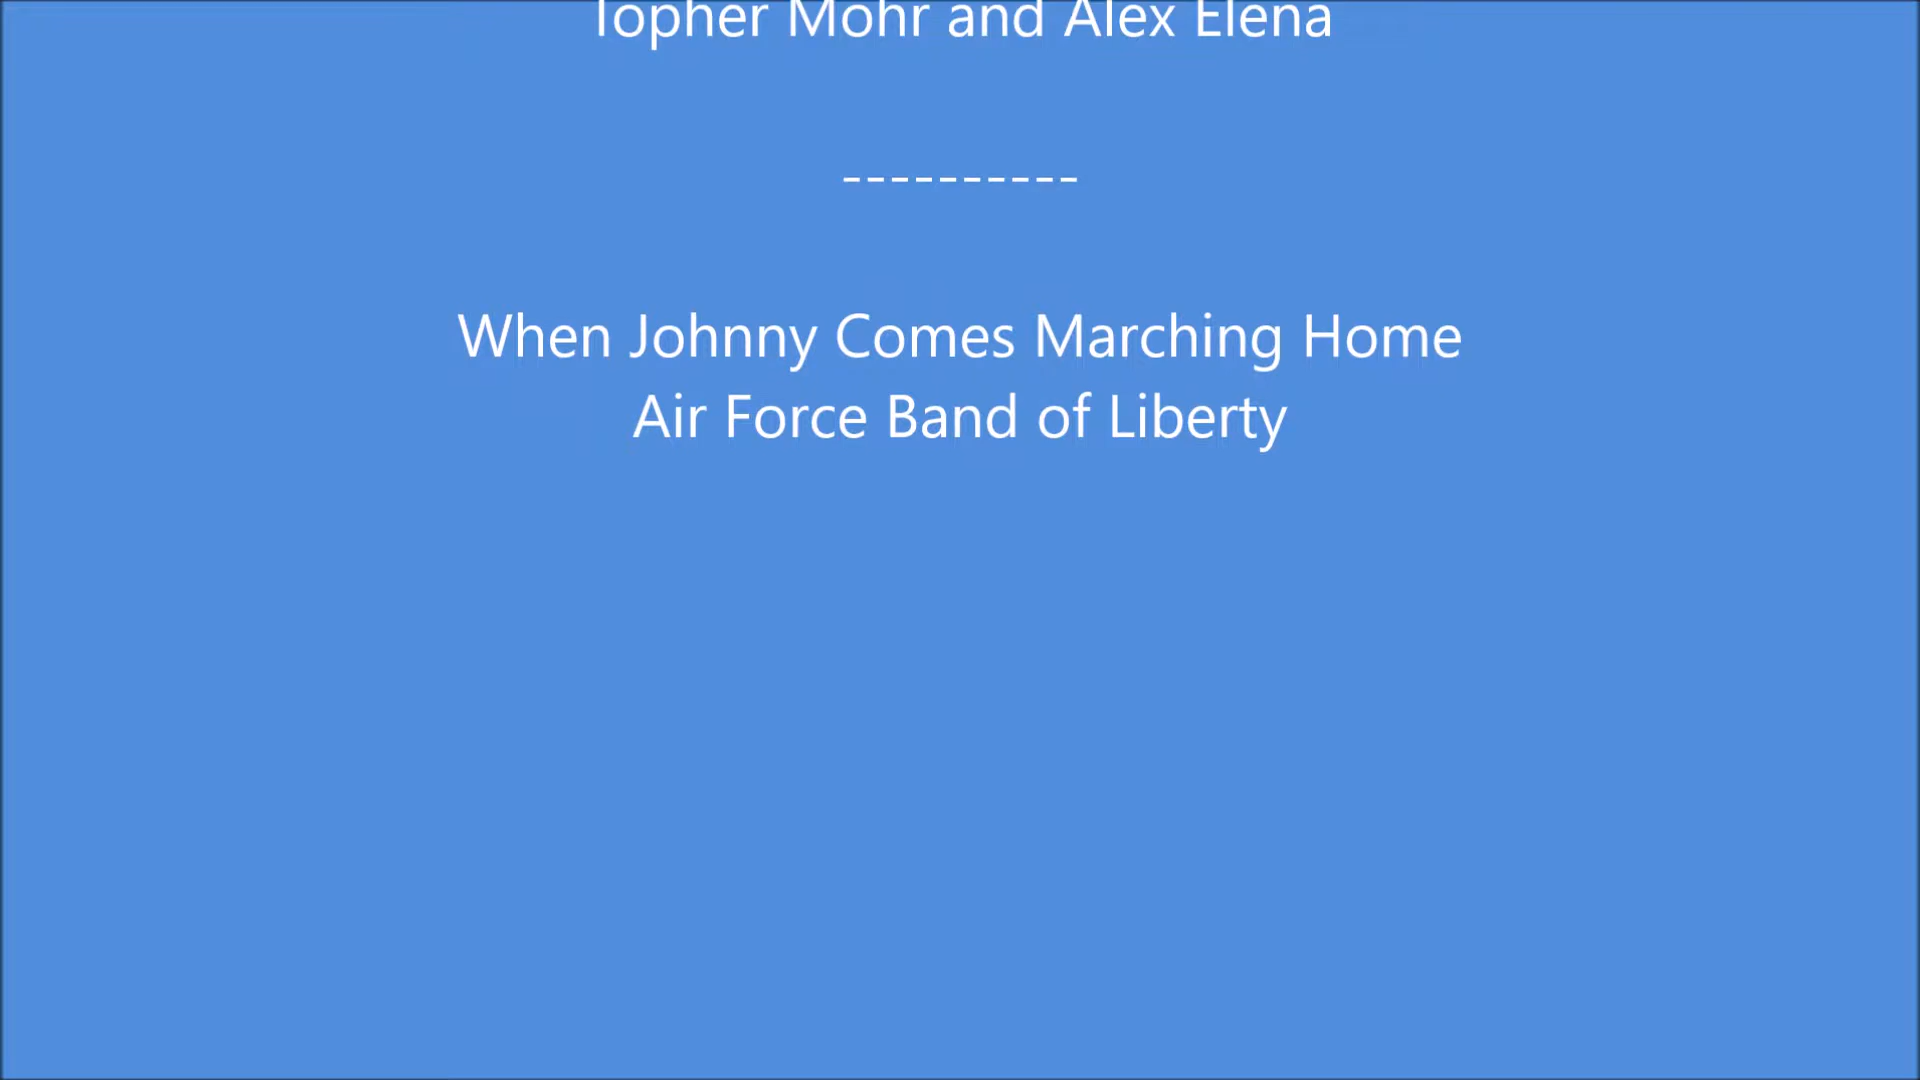 Topher Mohr and Alex Elena
----------
When Johnny Comes Marching Home
Air Force Band of Liberty